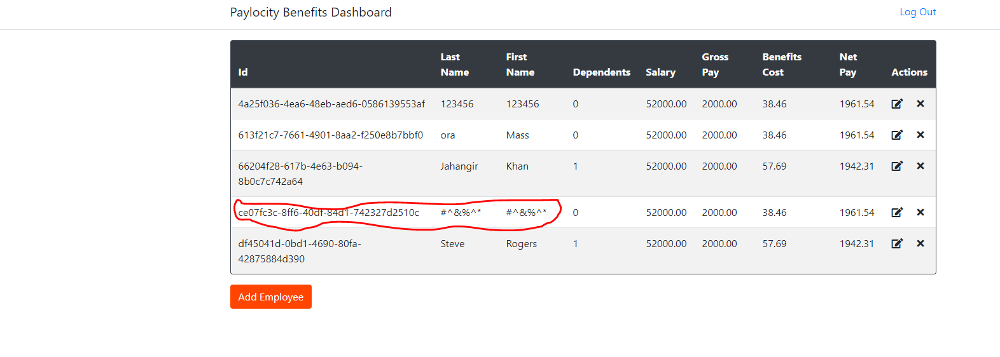 Paylocity Benefits Dashboard Log Out
Id Last Name First Name Dependents Salary Gross Pay Benefits Cost Net Pay Actions
4a25f036-4ea6-48eb-aed6-0586139553af 123456 123456 0 52000.00 2000.00 38.46 1961.54
613f21c7-7661-4901-8aa2-f250e8b7bbf0 ora Mass 0 52000.00 2000.00 38.46 1961.54
66204f28-617b-4e63-b094- Jahangir Khan 1 52000.00 2000.00 57.69 1942.31
8b0c7c742a64
ce07fc3c-8ff6-40df-84d1-742327d2510c #^&%^* #^&%^* 0 52000.00 2000.00 38.46 1961.54
df45041d-0bd1-4690-80fa- Steve Rogers 1 52000.00 2000.00 57.69 1942.31
42875884d390
Add Employee